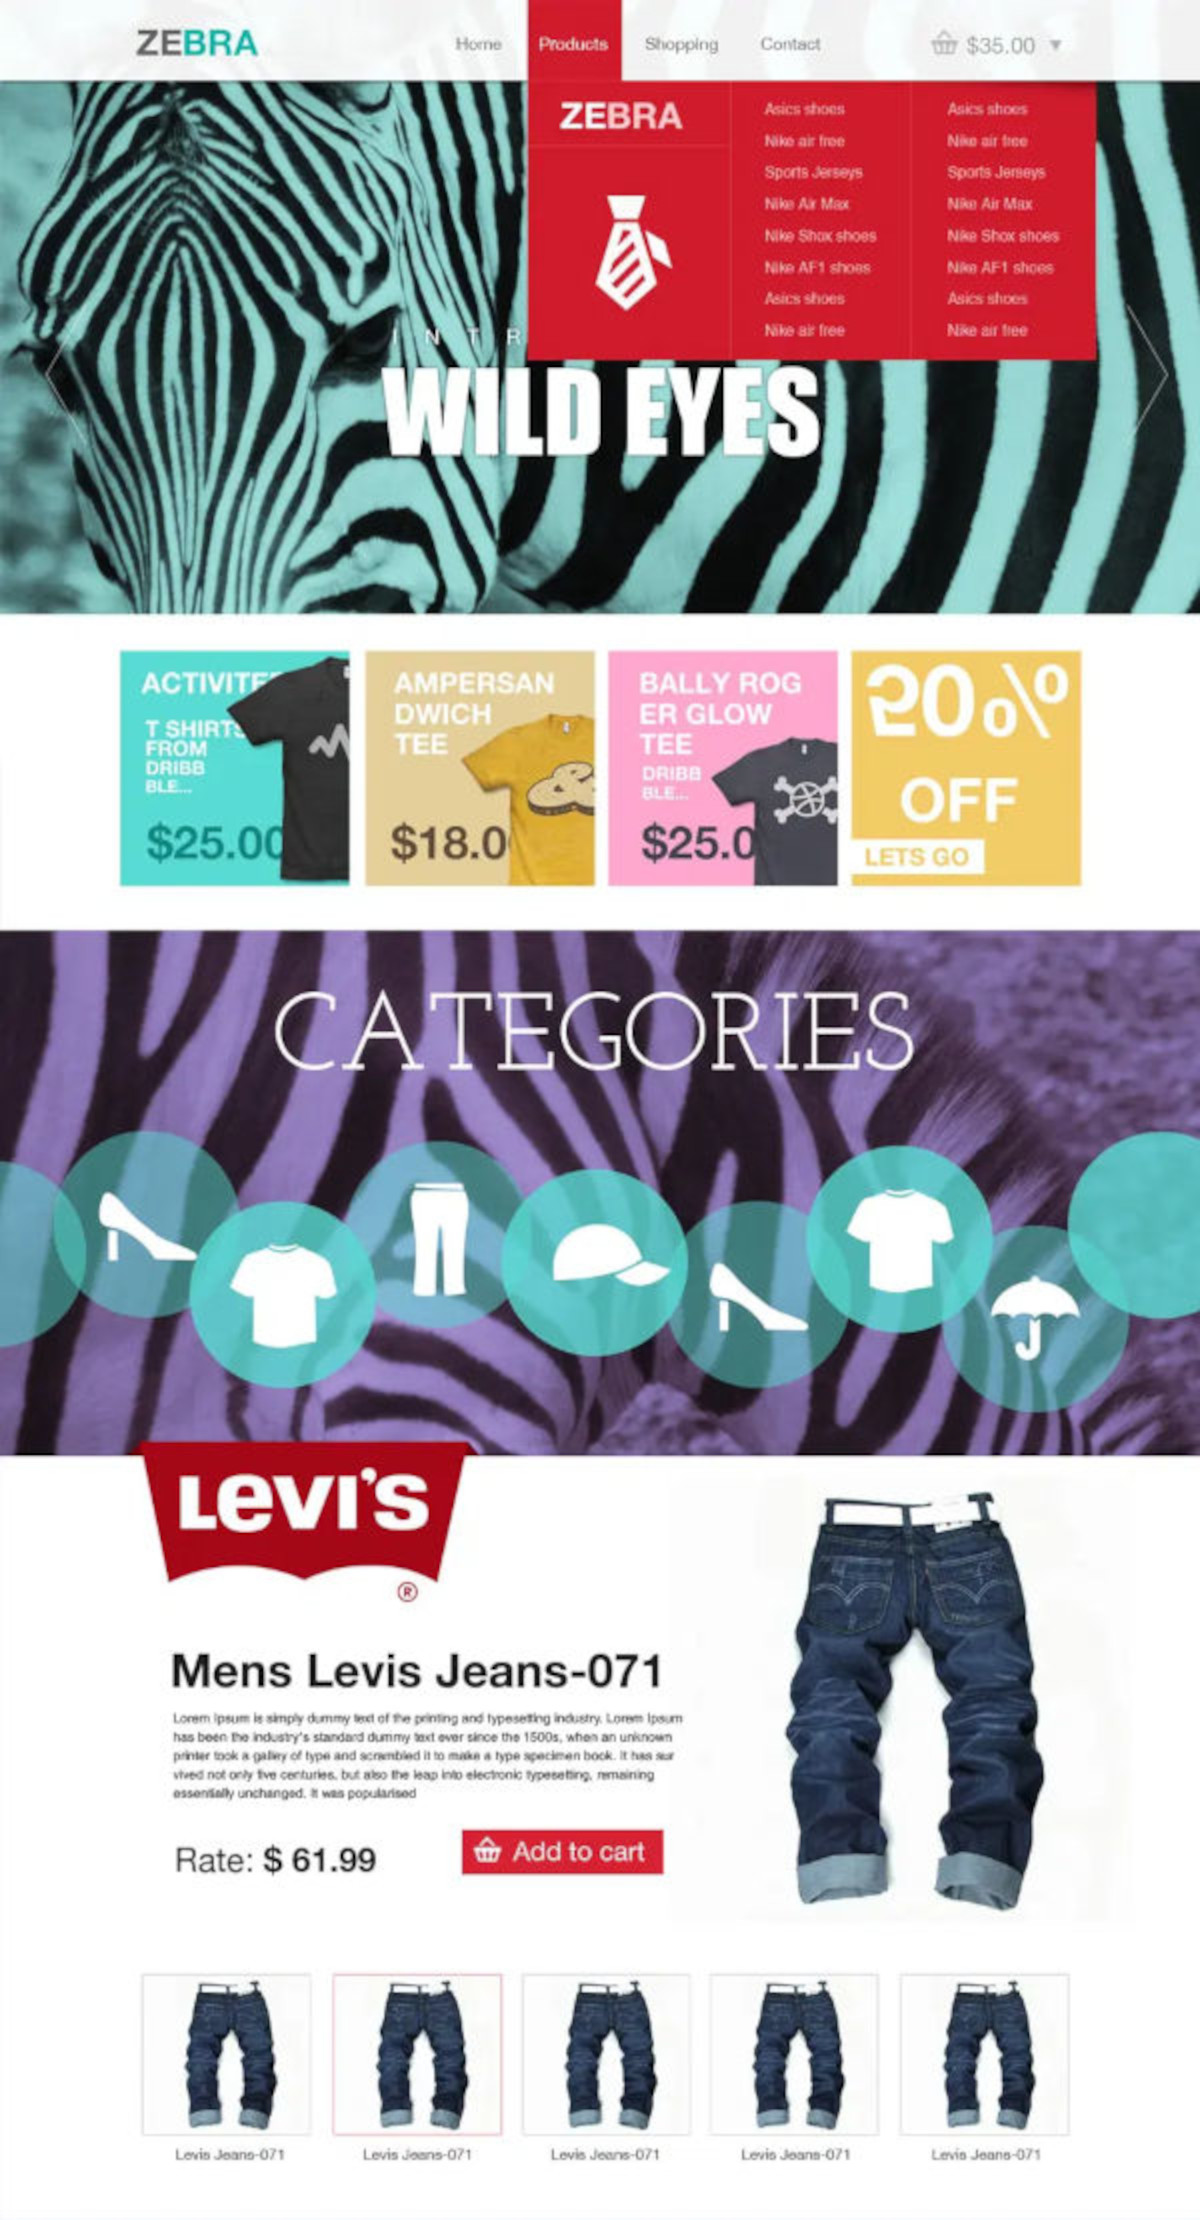 ZEBRA
Home
Products
Shopping
Contact
$35.00
ZEBRA
Asics shoes
Nike air free
Sports Jerseys
Nike Air Max
Nike Shox shoes
Nike AF1 shoes
Asics shoes
Nike air free
Asics shoes
Nike air free
Sports Jerseys
Nike Air Max
Nike Shox shoes
Nike AF1 shoes
Asics shoes
Nike air free
INTR
WILD EYES
ACTIVITE
T SHIRTS
FROM
DRIBB
BLE...
$25.00
AMPERSAN
DWICH
TEE
$18.0
BALLY ROG
ER GLOW
TEE
DRIBB
BLE...
$25.0
20%
OFF
LETS GO
CATEGORIES
LEVI'S
®
Mens Levis Jeans-071
Lorem Ipsum is simply dummy text of the printing and typesetting industry. Lorem Ipsum
has been the industry's standard dummy text ever since the 1500s, when an unknown
printer took a galley of type and scrambled it to make a type specimen book. It has sur
vived not only five centuries, but also the leap into electronic typesetting, remaining
essentially unchanged. It was popularised
Rate: $ 61.99
Add to cart
Levis Jeans-071
Levis Jeans-071
Levis Jeans-071
Levis Jeans-071
Levis Jeans-071